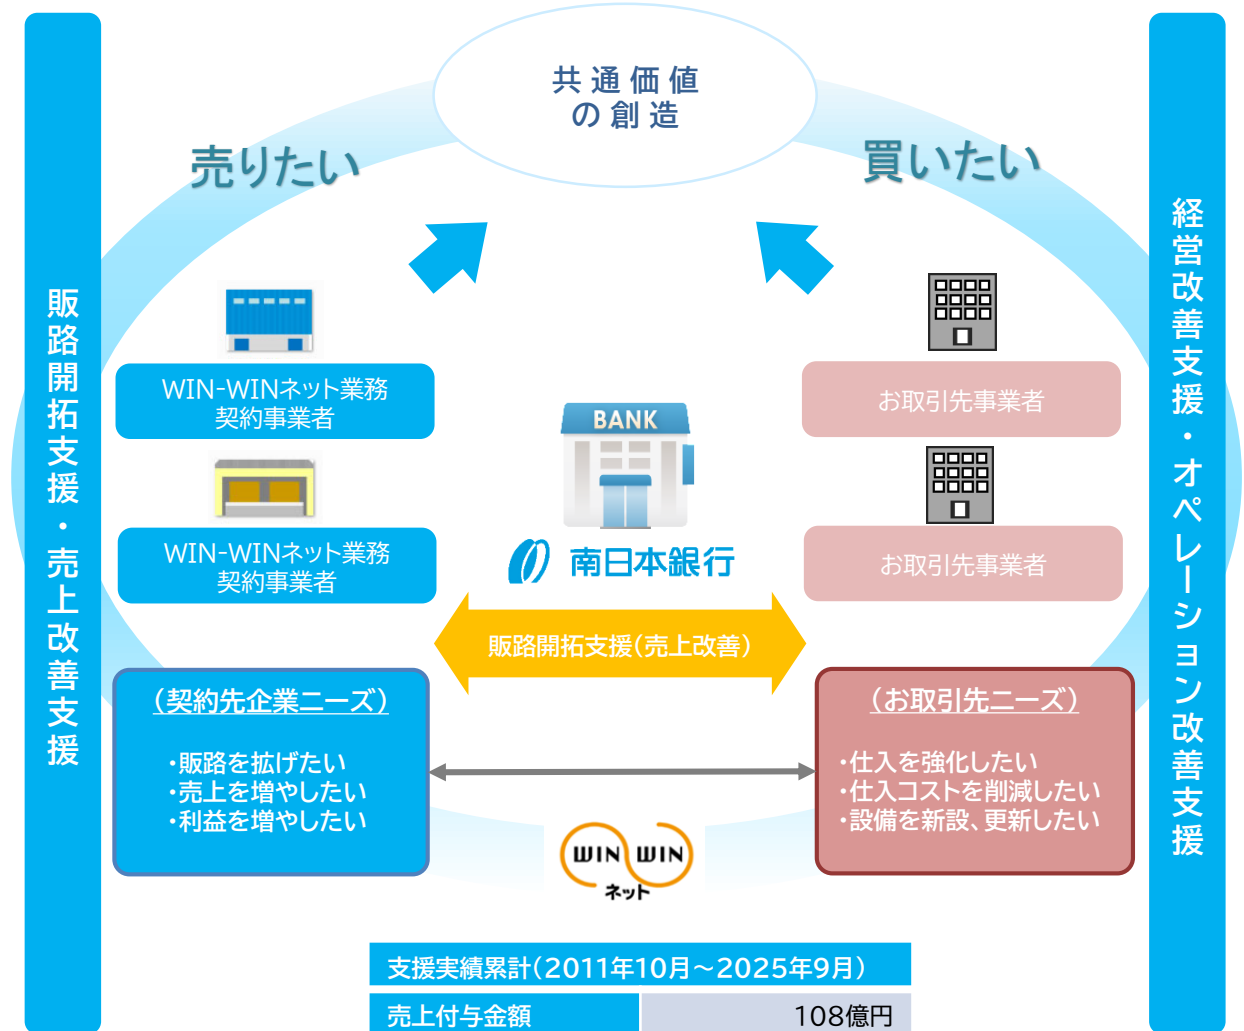 共通価値
の創造
売りたい
買いたい
販路開拓支援・売上改善支援
経営改善支援・オペレーション改善支援
WIN-WINネット業務
契約事業者
お取引先事業者
BANK
WIN-WINネット業務
契約事業者
南日本銀行
お取引先事業者
販路開拓支援(売上改善)
(契約先企業ニーズ)
・販路を拡げたい
・売上を増やしたい
・利益を増やしたい
(お取引先ニーズ)
・仕入を強化したい
・仕入コストを削減したい
・設備を新設、更新したい
WIN WIN
ネット
支援実績累計(2011年10月～2025年9月)
売上付与金額 108億円